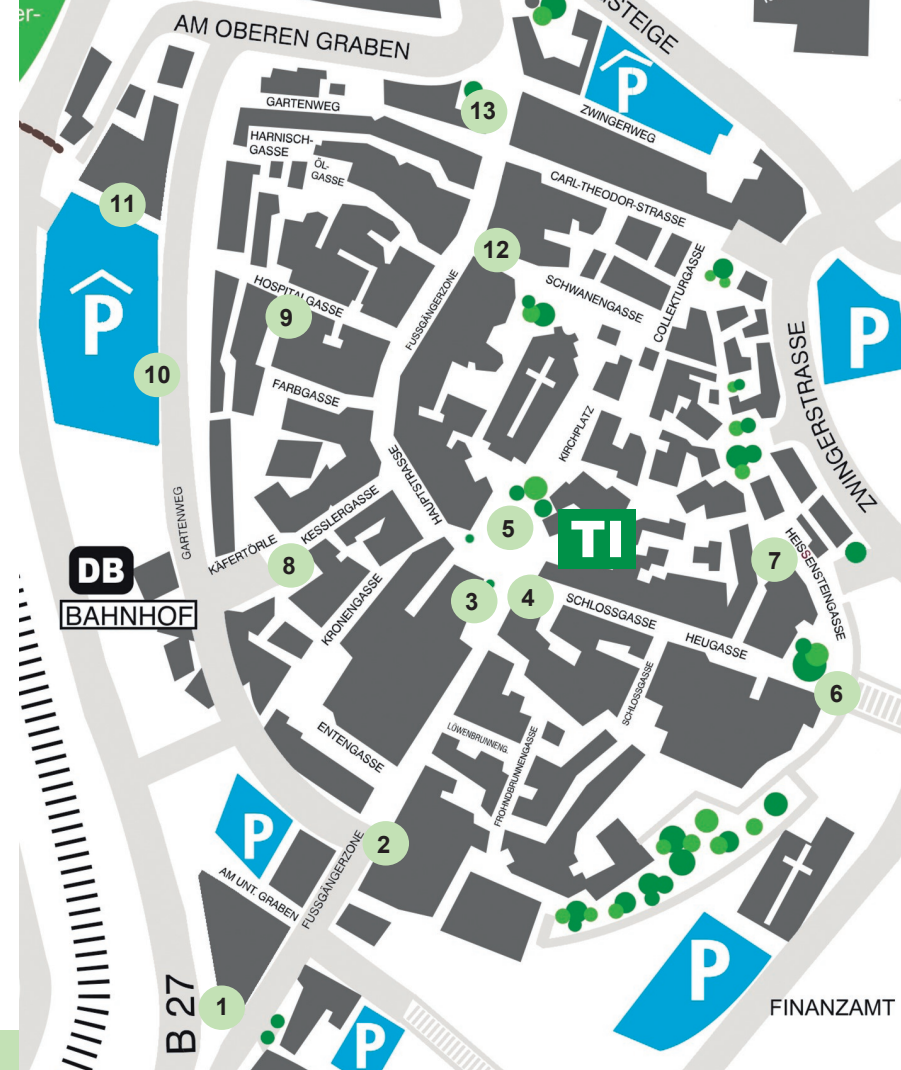 er-
STEIGE
AM OBEREN GRABEN
P
GARTENWEG
13
ZWINGERWEG
HARNISCH-
GASSE
ÖL-
GASSE
CARL-THEODOR-STRASSE
11
12
COLLEKTURGASSE
SCHWANENGASSE
HOSPITALGASSE
FUSSGÄNGERZONE
9
P
P
10
FARBGASSE
ZWINGERSTRASSE
KIRCHPLATZ
HAUPTSTRASSE
GARTENWEG
KESSLERGASSE
KÄFERTÖRLE
5
TI
8
7
HEISSENSTEINGASSE
DB
BAHNHOF
KRONENGASSE
3
4
SCHLOSSGASSE
HEUGASSE
SCHLOSSGASSE
6
ENTENGASSE
LÖWENBRUNNENG.
FROHNDBRUNNENGASSE
P
2
FUSSGÄNGERZONE
AM UNT. GRABEN
P
B 27
1
FINANZAMT
P